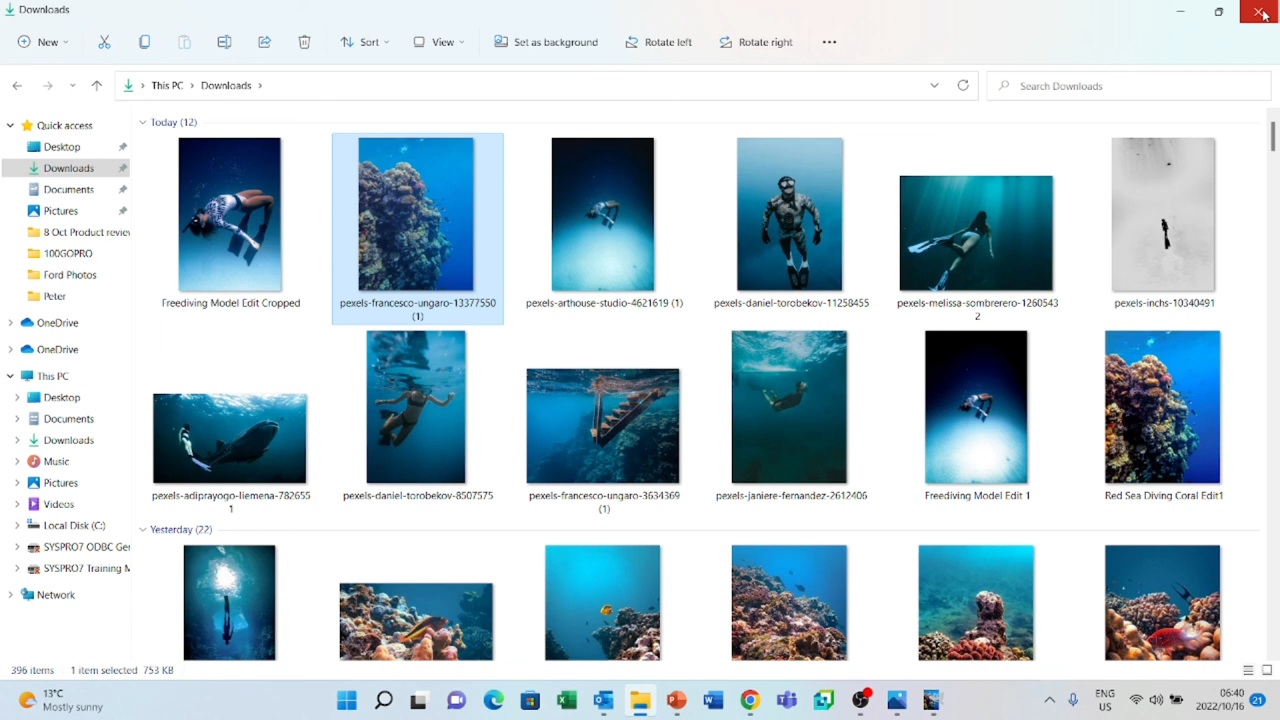 Downloads
New
Sort
View
Set as background
Rotate left
Rotate right
This PC > Downloads >
Search Downloads
Quick access
Desktop
Downloads
Documents
Pictures
8 Oct Product review
100GOPRO
Ford Photos
Peter
OneDrive
OneDrive
This PC
Desktop
Documents
Downloads
Music
Pictures
Videos
Local Disk (C:)
SYSPRO7 ODBC Ger
SYSPRO7 Training M
Network
Today (12)
Freediving Model Edit Cropped
pexels-francesco-ungaro-13377550
(1)
pexels-arthouse-studio-4621619 (1)
pexels-daniel-torobekov-11258455
pexels-melissa-sombrerero-1260543
2
pexels-inchs-10340491
pexels-adiprayogo-liemena-782655
1
pexels-daniel-torobekov-8507575
pexels-francesco-ungaro-3634369
(1)
pexels-janiere-fernandez-2612406
Freediving Model Edit 1
Red Sea Diving Coral Edit1
Yesterday (22)
396 items
1 item selected 753 KB
13°C
Mostly sunny
ENG
US
06:40
2022/10/16
21